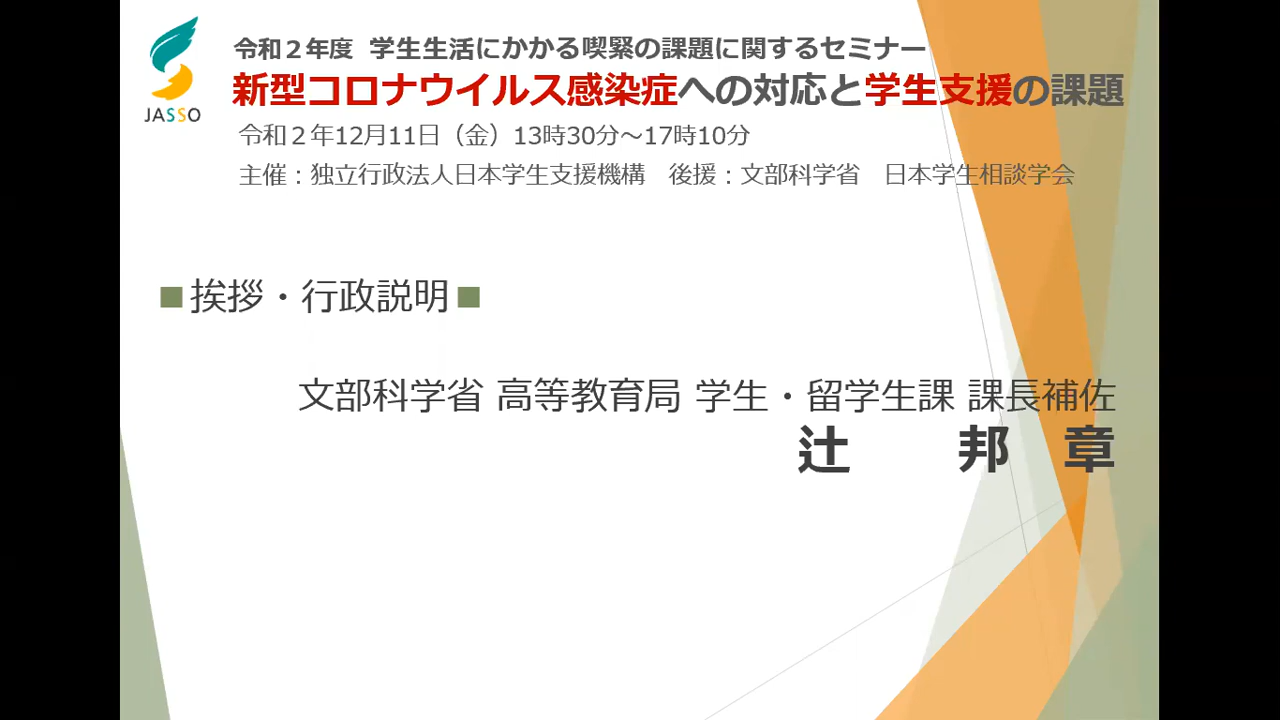 JASSO
令和２年度 学生生活にかかる喫緊の課題に関するセミナー
新型コロナウイルス感染症への対応と学生支援の課題
令和２年12月11日（金）13時30分～17時10分
主催：独立行政法人日本学生支援機構　後援：文部科学省　日本学生相談学会
■挨拶・行政説明■
文部科学省 高等教育局 学生・留学生課 課長補佐
辻　　邦　章